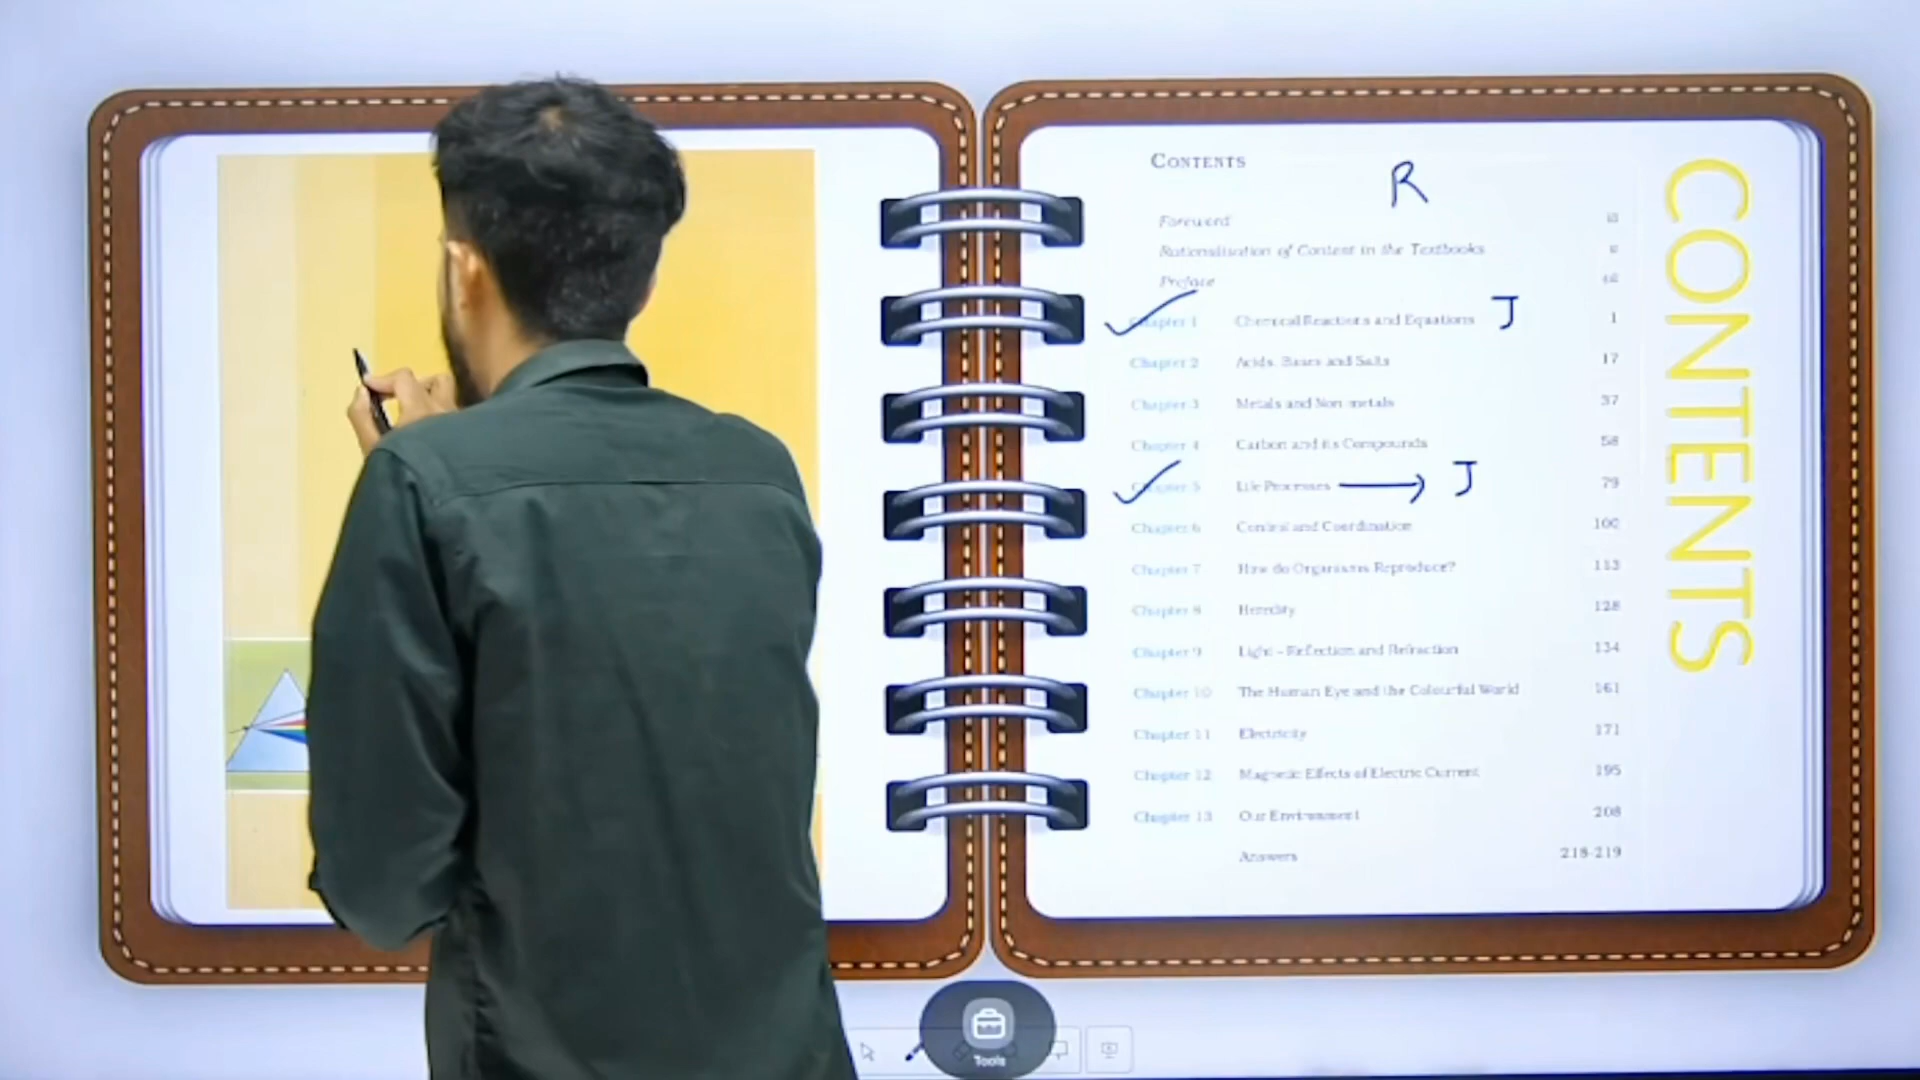 CONTENTS
R
Foreword iii
Rationalisation of Content in the Textbooks v
Preface vii
Chapter 1 Chemical Reactions and Equations J 1
Chapter 2 Acids, Bases and Salts 17
Chapter 3 Metals and Non-metals 37
Chapter 4 Carbon and its Compounds 58
Chapter 5 Life Processes → J 79
Chapter 6 Control and Coordination 100
Chapter 7 How do Organisms Reproduce? 113
Chapter 8 Heredity 128
Chapter 9 Light – Reflection and Refraction 134
Chapter 10 The Human Eye and the Colourful World 161
Chapter 11 Electricity 171
Chapter 12 Magnetic Effects of Electric Current 195
Chapter 13 Our Environment 208
Answers 218-219
CONTENTS
Tools